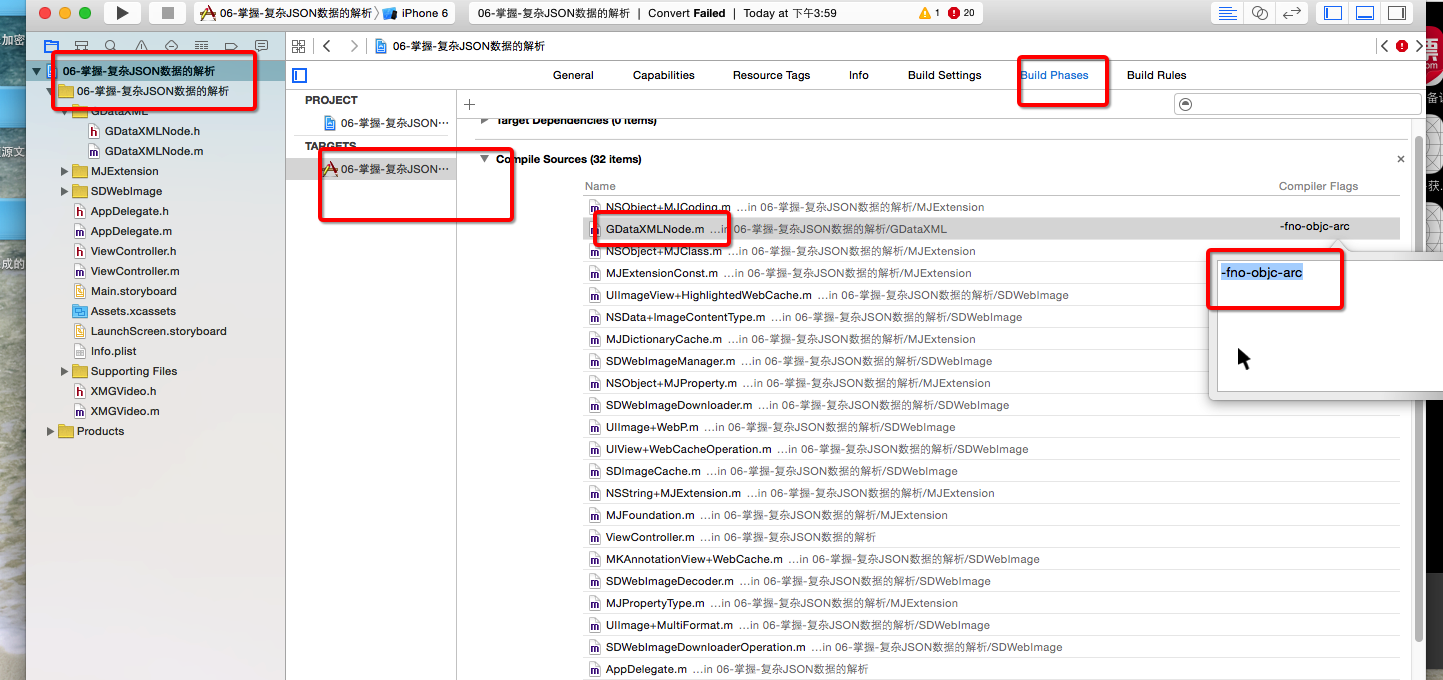 06-掌握-复杂JSON数据的解析 〉 iPhone 6
06-掌握-复杂JSON数据的解析 | Convert Failed | Today at 下午3:59
1
20
加密
06-掌握-复杂JSON数据的解析
General
Capabilities
Resource Tags
Info
Build Settings
Build Phases
Build Rules
06-掌握-复杂JSON数据的解析
06-掌握-复杂JSON数据的解析
GDataXML
GDataXMLNode.h
GDataXMLNode.m
MJExtension
SDWebImage
AppDelegate.h
AppDelegate.m
ViewController.h
ViewController.m
Main.storyboard
Assets.xcassets
LaunchScreen.storyboard
Info.plist
Supporting Files
XMGVideo.h
XMGVideo.m
Products
源文
成的
PROJECT
06-掌握-复杂JSON⋯
TARGETS
06-掌握-复杂JSON⋯
Target Dependencies (0 items)
Compile Sources (32 items)
Name
Compiler Flags
NSObject+MJCoding.m ...in 06-掌握-复杂JSON数据的解析/MJExtension
GDataXMLNode.m ...in 06-掌握-复杂JSON数据的解析/GDataXML
-fno-objc-arc
NSObject+MJClass.m ...in 06-掌握-复杂JSON数据的解析/MJExtension
MJExtensionConst.m ...in 06-掌握-复杂JSON数据的解析/MJExtension
UIImageView+HighlightedWebCache.m ...in 06-掌握-复杂JSON数据的解析/SDWebImage
NSData+ImageContentType.m ...in 06-掌握-复杂JSON数据的解析/SDWebImage
MJDictionaryCache.m ...in 06-掌握-复杂JSON数据的解析/MJExtension
SDWebImageManager.m ...in 06-掌握-复杂JSON数据的解析/SDWebImage
NSObject+MJProperty.m ...in 06-掌握-复杂JSON数据的解析/MJExtension
SDWebImageDownloader.m ...in 06-掌握-复杂JSON数据的解析/SDWebImage
UIImage+WebP.m ...in 06-掌握-复杂JSON数据的解析/SDWebImage
UIView+WebCacheOperation.m ...in 06-掌握-复杂JSON数据的解析/SDWebImage
SDImageCache.m ...in 06-掌握-复杂JSON数据的解析/SDWebImage
NSString+MJExtension.m ...in 06-掌握-复杂JSON数据的解析/MJExtension
MJFoundation.m ...in 06-掌握-复杂JSON数据的解析/MJExtension
ViewController.m ...in 06-掌握-复杂JSON数据的解析
MKAnnotationView+WebCache.m ...in 06-掌握-复杂JSON数据的解析/SDWebImage
SDWebImageDecoder.m ...in 06-掌握-复杂JSON数据的解析/SDWebImage
MJPropertyType.m ...in 06-掌握-复杂JSON数据的解析/MJExtension
UIImage+MultiFormat.m ...in 06-掌握-复杂JSON数据的解析/SDWebImage
SDWebImageDownloaderOperation.m ...in 06-掌握-复杂JSON数据的解析/SDWebImage
AppDelegate.m ...in 06-掌握-复杂JSON数据的解析
-fno-objc-arc
om
备
获.